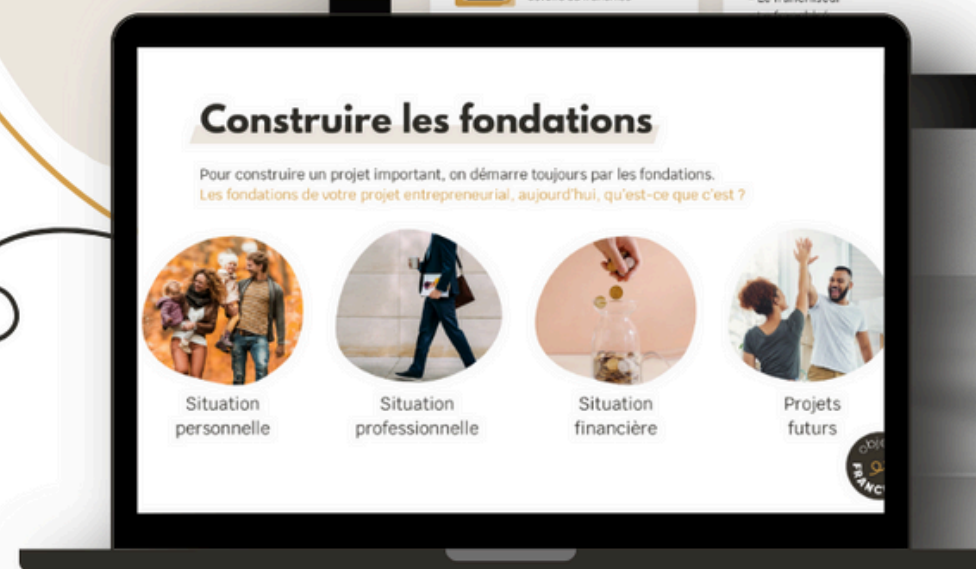 Construire les fondations
Pour construire un projet important, on démarre toujours par les fondations.
Les fondations de votre projet entrepreneurial, aujourd'hui, qu'est-ce que c'est ?
Situation
personnelle
Situation
professionnelle
Situation
financière
Projets
futurs